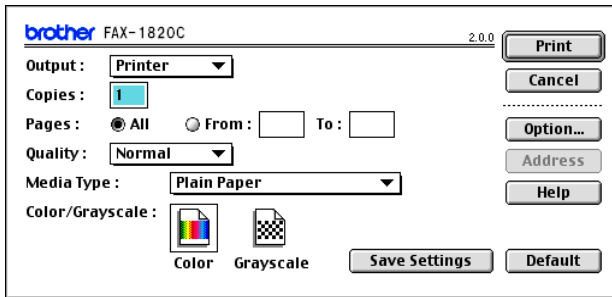 brother FAX-1820C 2.0.0
Print
Output : Printer
Cancel
Copies : 1
Pages : All From : To :
Option...
Quality : Normal
Address
Media Type : Plain Paper
Help
Color/Grayscale :
Color Grayscale
Save Settings Default